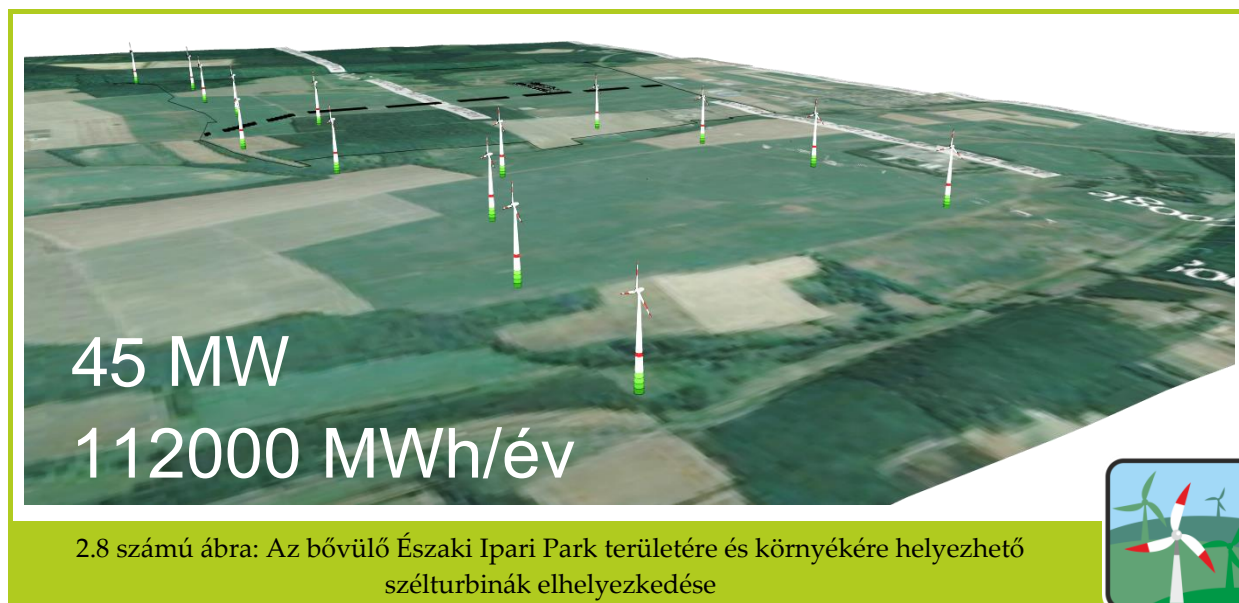 45 MW
112000 MWh/év
2.8 számú ábra: Az bővülő Északi Ipari Park területére és környékére helyezhető
szélturbinák elhelyezkedése